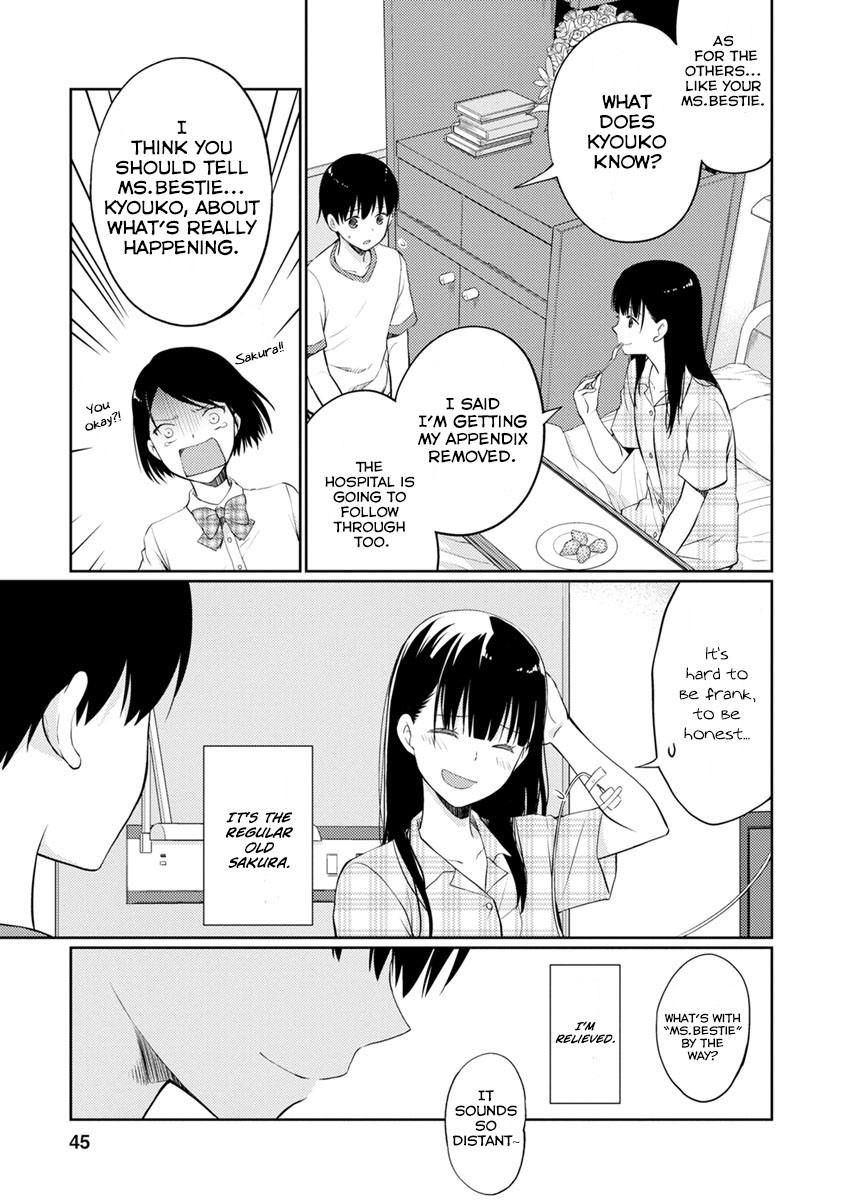 AS
FOR THE
OTHERS...
LIKE YOUR
MS.BESTIE.
WHAT
DOES
KYOUKO
KNOW?
I SAID
I'M GETTING
MY APPENDIX
REMOVED.
THE
HOSPITAL IS
GOING TO
FOLLOW
THROUGH
TOO.
I
THINK YOU
SHOULD TELL
MS.BESTIE...
KYOUKO, ABOUT
WHAT'S REALLY
HAPPENING.
Sakura!!
You
okay?!
It's
hard to
be frank,
to be
honest...
IT'S THE
REGULAR
OLD
SAKURA.
WHAT'S WITH
"MS.BESTIE"
BY THE
WAY?
I'M
RELIEVED.
IT
SOUNDS
SO
DISTANT~
45